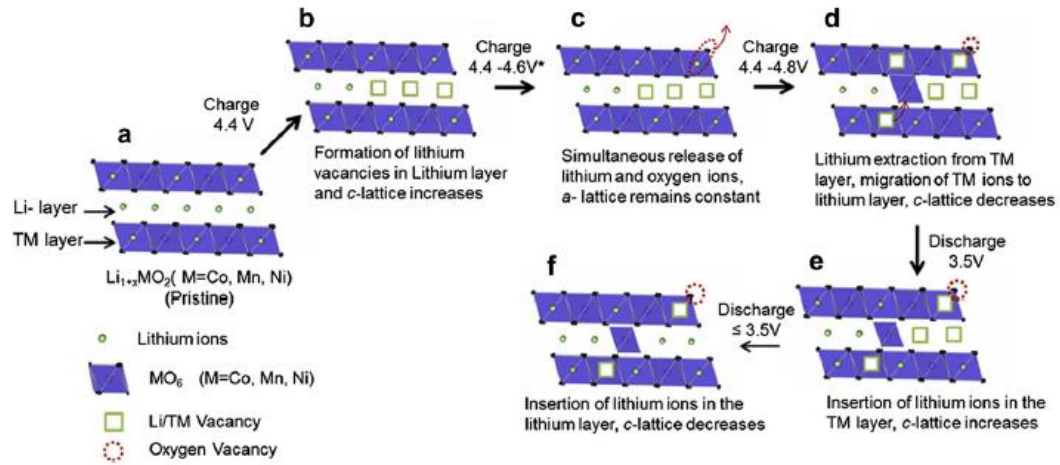 a
Li- layer
TM layer
Li1+xMO2( M=Co, Mn, Ni)
(Pristine)
Charge
4.4 V
b
Formation of lithium
vacancies in Lithium layer
and c-lattice increases
Charge
4.4 -4.6V*
c
Simultaneous release of
lithium and oxygen ions,
a- lattice remains constant
Charge
4.4 -4.8V
d
Lithium extraction from TM
layer, migration of TM ions to
lithium layer, c-lattice decreases
Discharge
3.5V
e
Insertion of lithium ions in the
TM layer, c-lattice increases
Discharge
≤ 3.5V
f
Insertion of lithium ions in the
lithium layer, c-lattice decreases
Lithium ions
MO6 (M=Co, Mn, Ni)
Li/TM Vacancy
Oxygen Vacancy